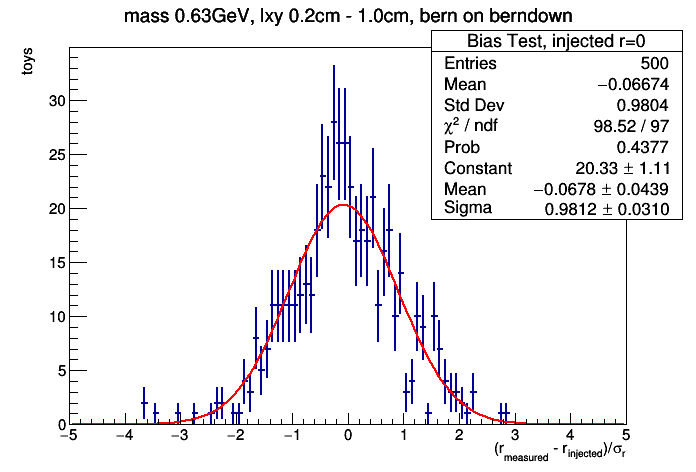 mass 0.63GeV, lxy 0.2cm - 1.0cm, bern on berndown
Bias Test, injected r=0
Entries 500
Mean −0.06674
Std Dev 0.9804
χ² / ndf 98.52 / 97
Prob 0.4377
Constant 20.33 ± 1.11
Mean −0.0678 ± 0.0439
Sigma 0.9812 ± 0.0310
toys
30
25
20
15
10
5
0
−5 −4 −3 −2 −1 0 1 2 3 4 5
(r_measured - r_injected)/σ_r